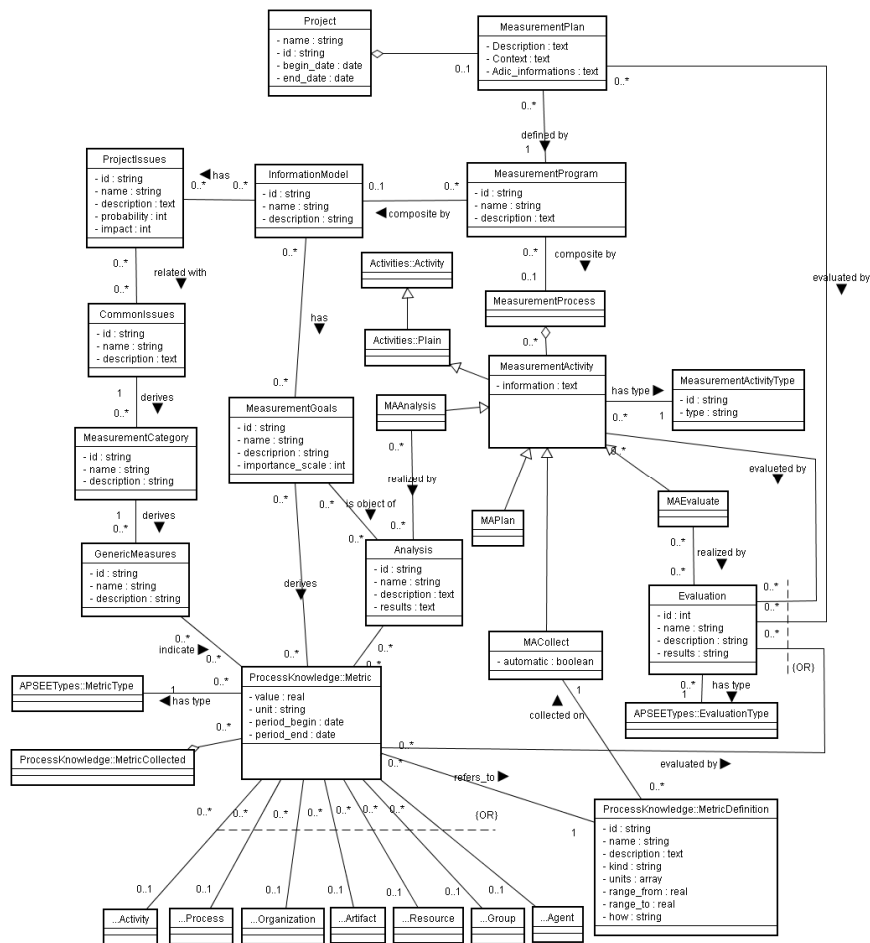 Project
- name : string
- id : string
- begin_date : date
- end_date : date
MeasurementPlan
- Description : text
- Context : text
- Adic_informations : text
0..1
0..*
0..*
defined by
1
ProjectIssues
- id : string
- name : string
- description : text
- probability : int
- impact : int
has
0..*
0..*
InformationModel
- id : string
- name : string
- description : string
0..1
0..*
composite by
MeasurementProgram
- id : string
- name : string
- description : text
0..*
0..*
related with
0..*
0..*
composite by
0..1
evaluated by
Activities::Activity
MeasurementProcess
CommonIssues
- id : string
- name : string
- description : text
has
0..*
Activities::Plain
0..*
MeasurementActivity
- information : text
has type
0..*
1
MeasurementActivityType
- id : string
- type : string
1
derives
0..*
MeasurementGoals
- id : string
- name : string
- descriprion : string
- importance_scale : int
MAAnalysis
0..*
MeasurementCategory
- id : string
- name : string
- description : string
0..*
evalueted by
realized by
0..*
0..*
is object of
MAPlan
MAEvaluate
1
derives
0..*
0..*
0..*
0..*
realized by
0..*
GenericMeasures
- id : string
- name : string
- description : string
Analysis
- id : string
- name : string
- description : text
- results : text
derives
Evaluation
- id : int
- name : string
- description : string
- results : string
0..*
0..*
0..*
{OR}
0..*
indicate
0..*
0..*
0..*
MACollect
- automatic : boolean
ProcessKnowledge::Metric
- value : real
- unit : string
- period_begin : date
- period_end : date
APSEETypes::MetricType
1
has type
0..*
0..*
has type
1
APSEETypes::EvaluationType
1
collected on
0..*
ProcessKnowledge::MetricCollected
0..*
0..*
evaluated by
refers_to
0..*
1
ProcessKnowledge::MetricDefinition
- id : string
- name : string
- description : text
- kind : string
- units : array
- range_from : real
- range_to : real
- how : string
0..*
0..*
0..*
0..*
0..*
0..*
0..*
{OR}
0..1
0..1
0..1
0..1
0..1
0..1
0..1
...Activity
...Process
...Organization
...Artifact
...Resource
...Group
...Agent